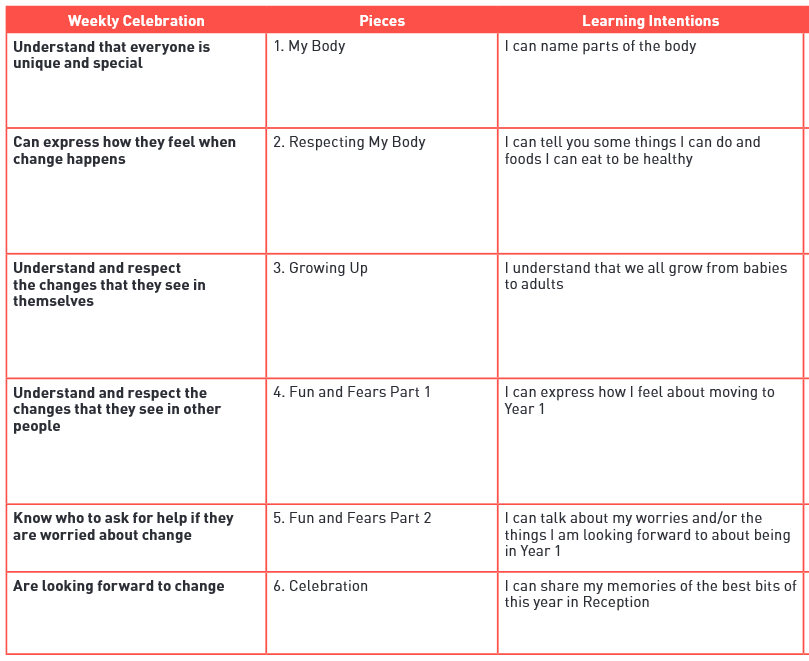 Weekly Celebration
Pieces
Learning Intentions
Understand that everyone is
unique and special
1. My Body
I can name parts of the body
Can express how they feel when
change happens
2. Respecting My Body
I can tell you some things I can do and
foods I can eat to be healthy
Understand and respect
the changes that they see in
themselves
3. Growing Up
I understand that we all grow from babies
to adults
Understand and respect the
changes that they see in other
people
4. Fun and Fears Part 1
I can express how I feel about moving to
Year 1
Know who to ask for help if they
are worried about change
5. Fun and Fears Part 2
I can talk about my worries and/or the
things I am looking forward to about being
in Year 1
Are looking forward to change
6. Celebration
I can share my memories of the best bits of
this year in Reception